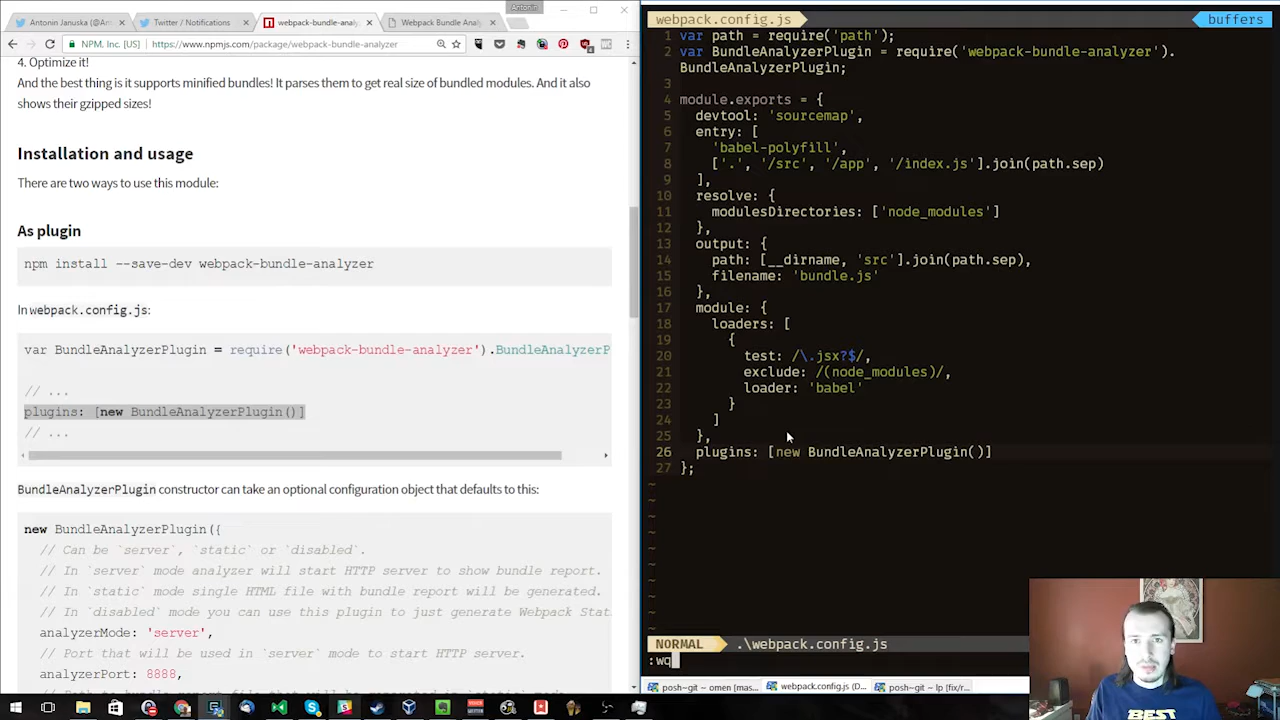 Antonin
Antonin Januska (@
Twitter / Notifications
webpack-bundle-analy
Webpack Bundle Analy
NPM, Inc. [US]
https://www.npmjs.com/package/webpack-bundle-analyzer
4. Optimize it!
And the best thing is it supports minified bundles! It parses them to get real size of bundled modules. And it also
shows their gzipped sizes!
Installation and usage
There are two ways to use this module:
As plugin
npm install --save-dev webpack-bundle-analyzer
In webpack.config.js:
var BundleAnalyzerPlugin = require('webpack-bundle-analyzer').BundleAnalyzerP
// ...
plugins: [new BundleAnalyzerPlugin()]
// ...
BundleAnalyzerPlugin constructor can take an optional configuration object that defaults to this:
new BundleAnalyzerPlugin({
// Can be `server`, `static` or `disabled`.
// In `server` mode analyzer will start HTTP server to show bundle report.
// In `static` mode single HTML file with bundle report will be generated.
// In `disabled` mode you can use this plugin to just generate Webpack Stat
analyzerMode: 'server',
// Port that will be used in `server` mode to start HTTP server.
analyzerPort: 8888,
webpack.config.js
buffers
1 var path = require('path');
2 var BundleAnalyzerPlugin = require('webpack-bundle-analyzer').
BundleAnalyzerPlugin;
3
4 module.exports = {
5 devtool: 'sourcemap',
6 entry: [
7 'babel-polyfill',
8 ['.', '/src', '/app', '/index.js'].join(path.sep)
9 ],
10 resolve: {
11 modulesDirectories: ['node_modules']
12 },
13 output: {
14 path: [__dirname, 'src'].join(path.sep),
15 filename: 'bundle.js'
16 },
17 module: {
18 loaders: [
19 {
20 test: /\.jsx?$/,
21 exclude: /(node_modules)/,
22 loader: 'babel'
23 }
24 ]
25 },
26 plugins: [new BundleAnalyzerPlugin()]
27 };
~
~
~
~
~
~
~
~
~
~
NORMAL .\webpack.config.js
:wq
posh~git ~ omen [mas...
webpack.config.js (D...
posh~git ~ lp [fix/r...
BEST